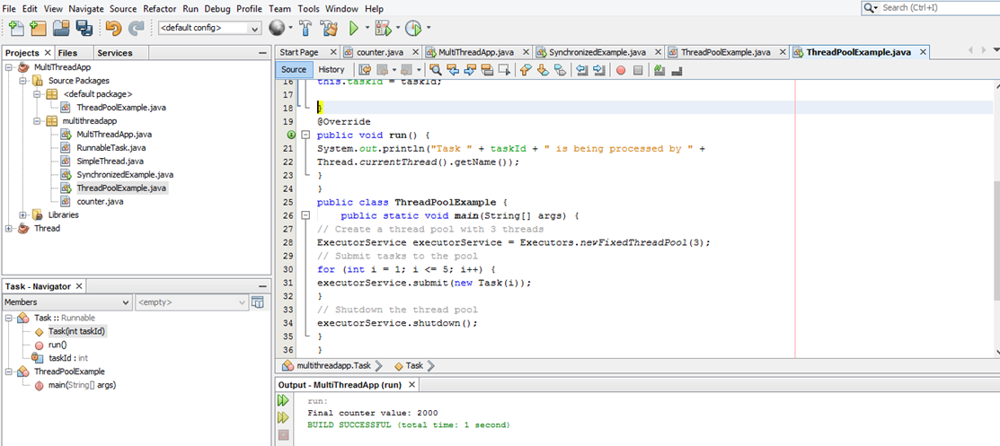 File Edit View Navigate Source Refactor Run Debug Profile Team Tools Window Help
Search (Ctrl+I)
<default config>
Projects Files Services
MultiThreadApp
Source Packages
<default package>
ThreadPoolExample.java
multithreadapp
MultiThreadApp.java
RunnableTask.java
SimpleThread.java
SynchronizedExample.java
ThreadPoolExample.java
counter.java
Libraries
Thread
Task - Navigator
Members <empty>
Task :: Runnable
Task(int taskId)
run()
taskId : int
ThreadPoolExample
main(String[] args)
Start Page counter.java MultiThreadApp.java SynchronizedExample.java ThreadPoolExample.java ThreadPoolExample.java
Source History
16 this.taskId = taskId;
17
18 }
19 @Override
public void run() {
21 System.out.println("Task " + taskId + " is being processed by " +
22 Thread.currentThread().getName());
23 }
24 }
25 public class ThreadPoolExample {
26 public static void main(String[] args) {
27 // Create a thread pool with 3 threads
28 ExecutorService executorService = Executors.newFixedThreadPool(3);
29 // Submit tasks to the pool
30 for (int i = 1; i <= 5; i++) {
31 executorService.submit(new Task(i));
32 }
33 // Shutdown the thread pool
34 executorService.shutdown();
35 }
36 }
multithreadapp.Task Task
Output - MultiThreadApp (run)
run:
Final counter value: 2000
BUILD SUCCESSFUL (total time: 1 second)